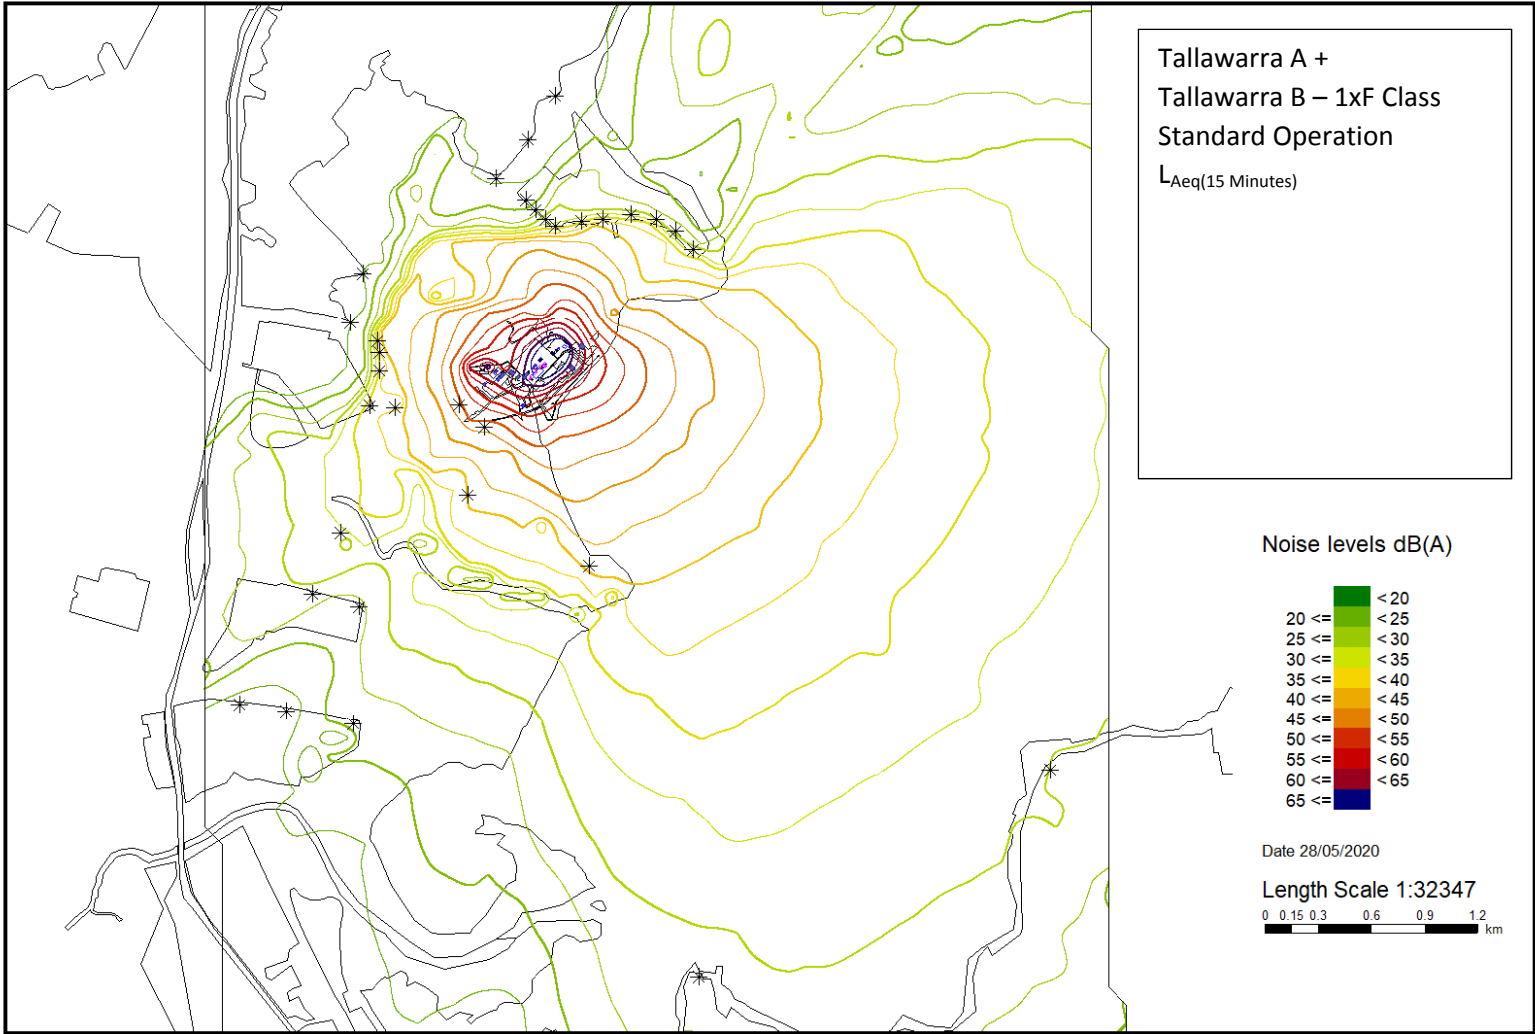 Tallawarra A +
Tallawarra B – 1xF Class
Standard Operation
LAeq(15 Minutes)
Noise levels dB(A)
< 20
20 <= < 25
25 <= < 30
30 <= < 35
35 <= < 40
40 <= < 45
45 <= < 50
50 <= < 55
55 <= < 60
60 <= < 65
65 <=
Date 28/05/2020
Length Scale 1:32347
0 0.15 0.3 0.6 0.9 1.2
km